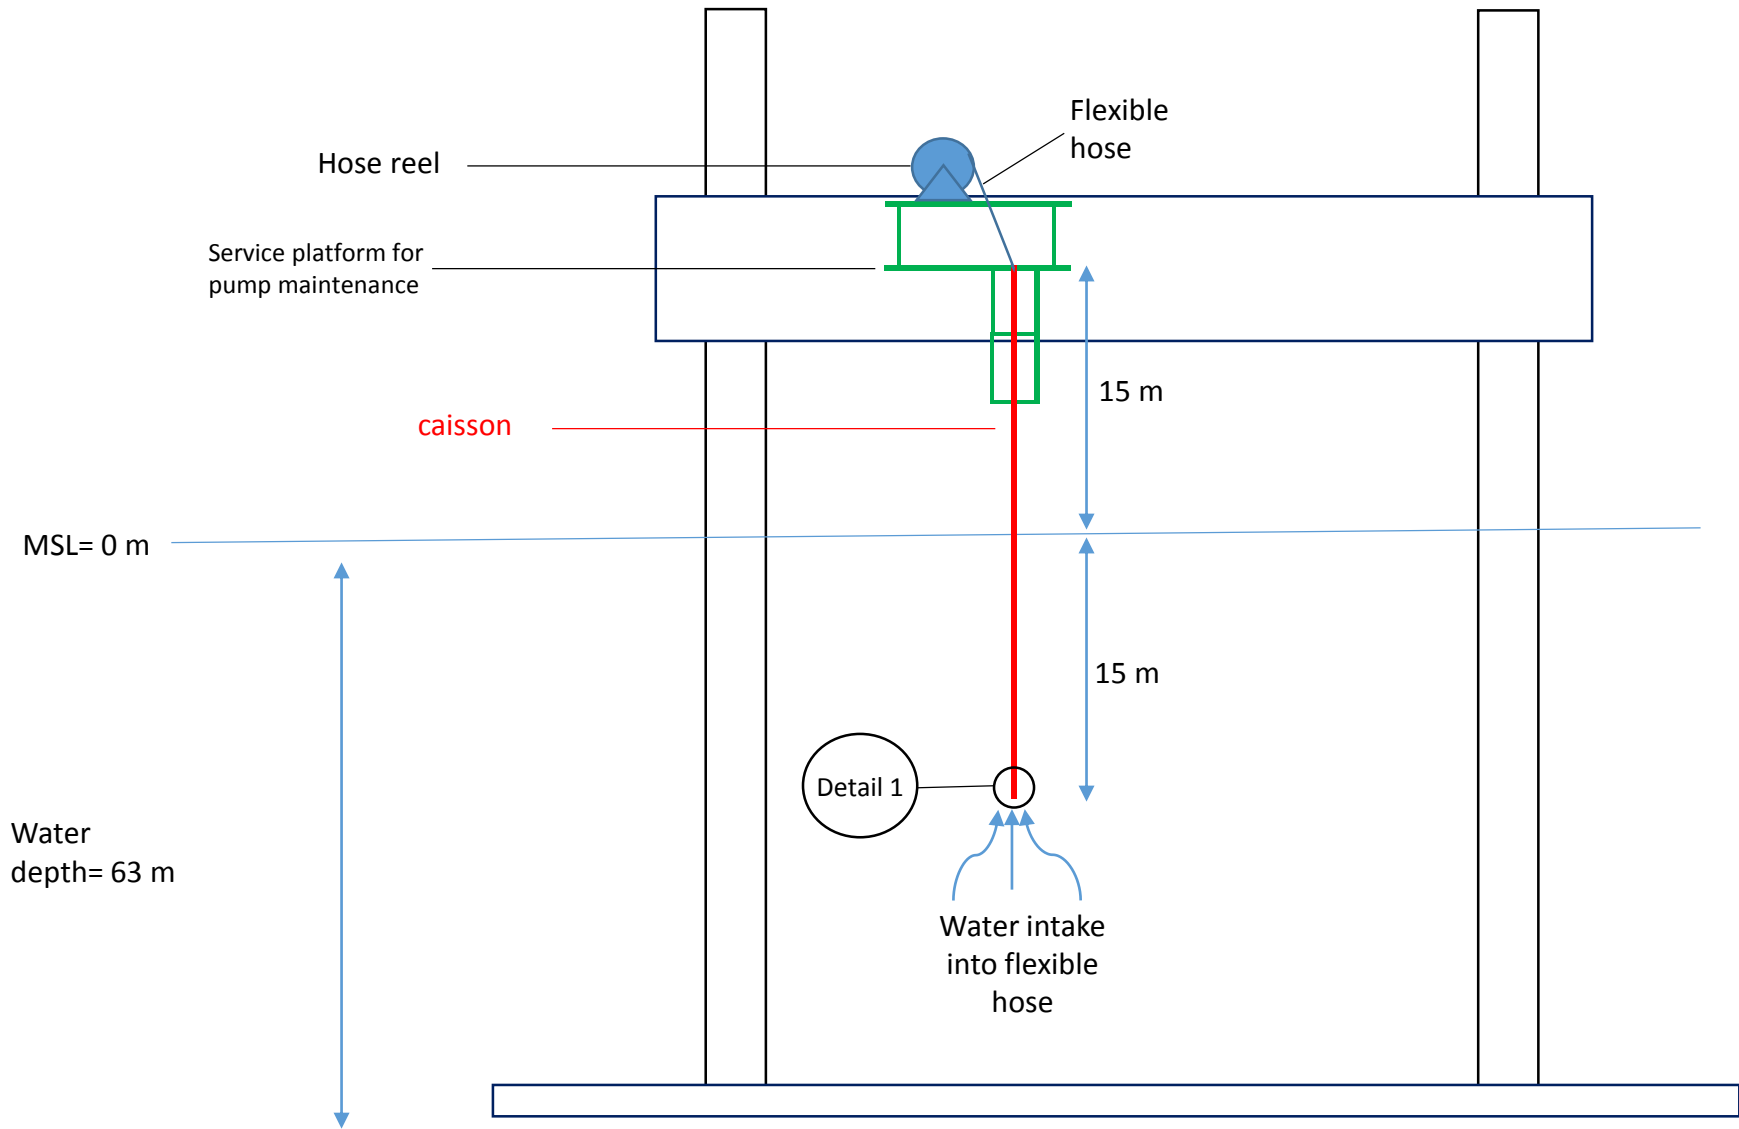 Flexible
hose
Hose reel
Service platform for
pump maintenance
15 m
caisson
MSL= 0 m
15 m
Detail 1
Water
depth= 63 m
Water intake
into flexible
hose